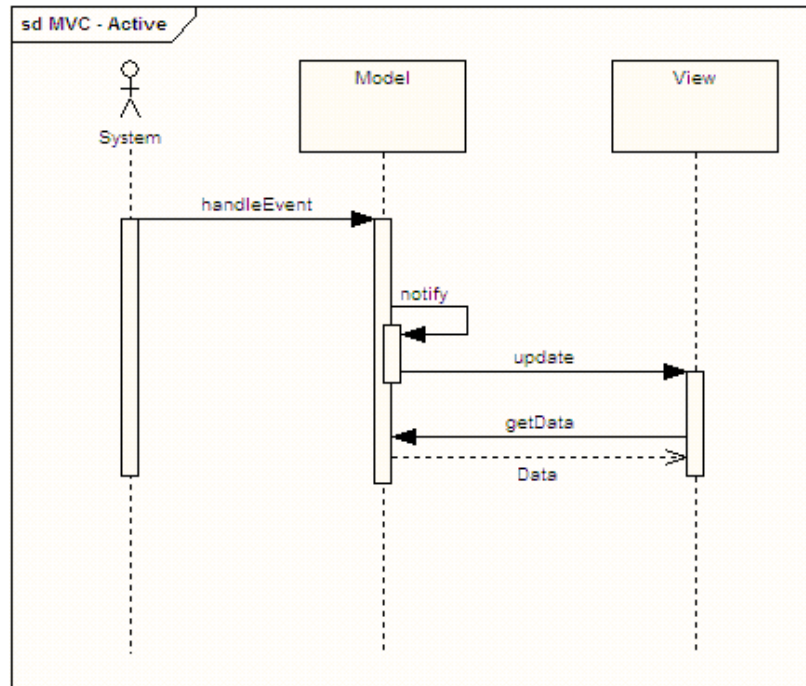 sd MVC - Active
Model
View
System
handleEvent
notify
update
getData
Data